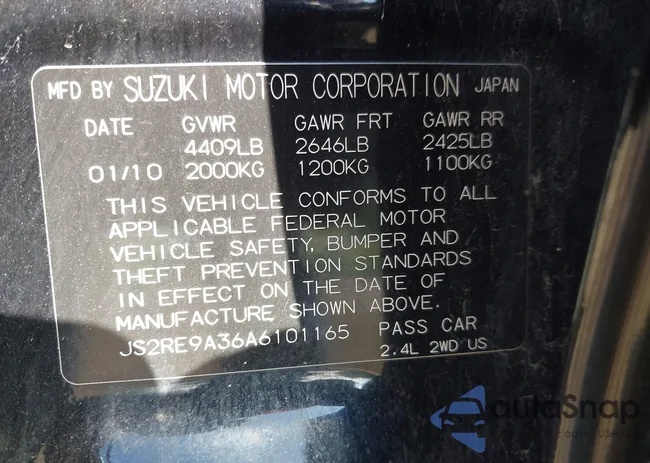 MFD BY SUZUKI MOTOR CORPORATION JAPAN
DATE GVWR GAWR FRT GAWR RR
4409LB 2646LB 2425LB
01/10 2000KG 1200KG 1100KG
THIS VEHICLE CONFORMS TO ALL
APPLICABLE FEDERAL MOTOR
VEHICLE SAFETY, BUMPER AND
THEFT PREVENTION STANDARDS
IN EFFECT ON THE DATE OF
MANUFACTURE SHOWN ABOVE.
JS2RE9A36A6101165 PASS CAR
2.4L 2WD US
aulaSnap